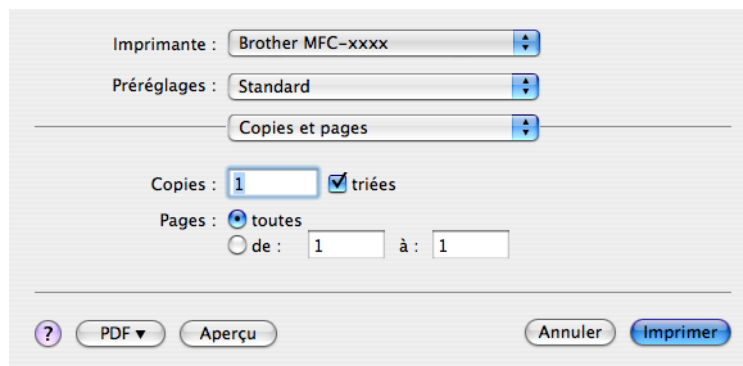 Imprimante : Brother MFC-xxxx
Préréglages : Standard
Copies et pages
Copies : 1 triées
Pages : toutes
de : 1 à : 1
? PDF ▼ Aperçu Annuler Imprimer